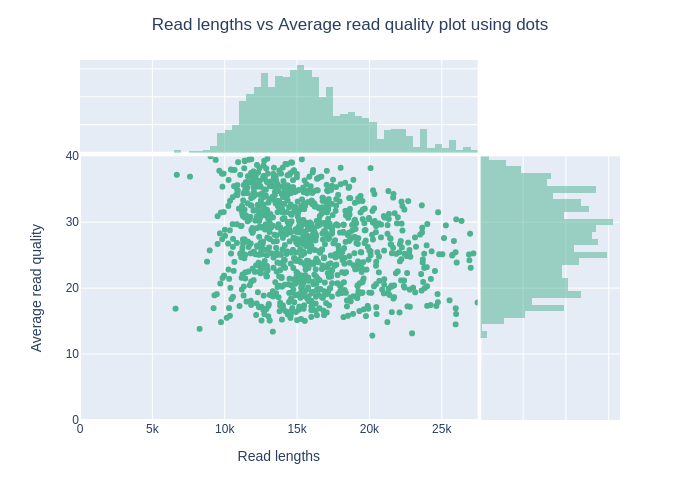 Read lengths vs Average read quality plot using dots
40
30
20
10
0
Average read quality
0 5k 10k 15k 20k 25k
Read lengths